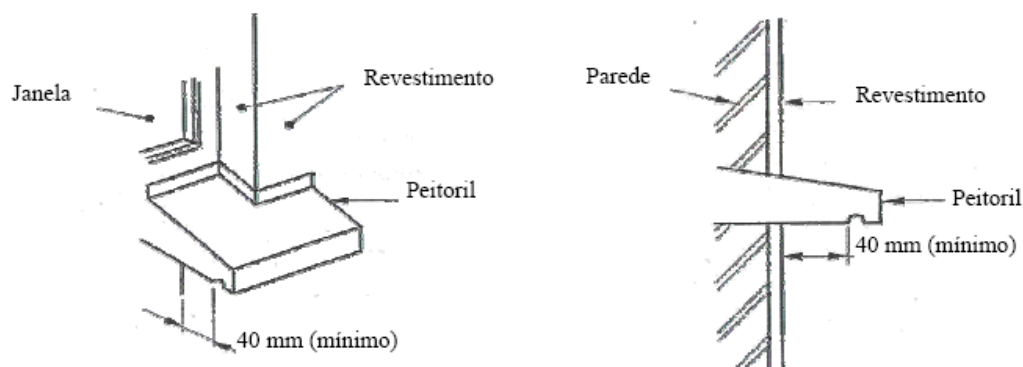 Janela
Revestimento
Peitoril
40 mm (mínimo)
Parede
Revestimento
Peitoril
40 mm (mínimo)